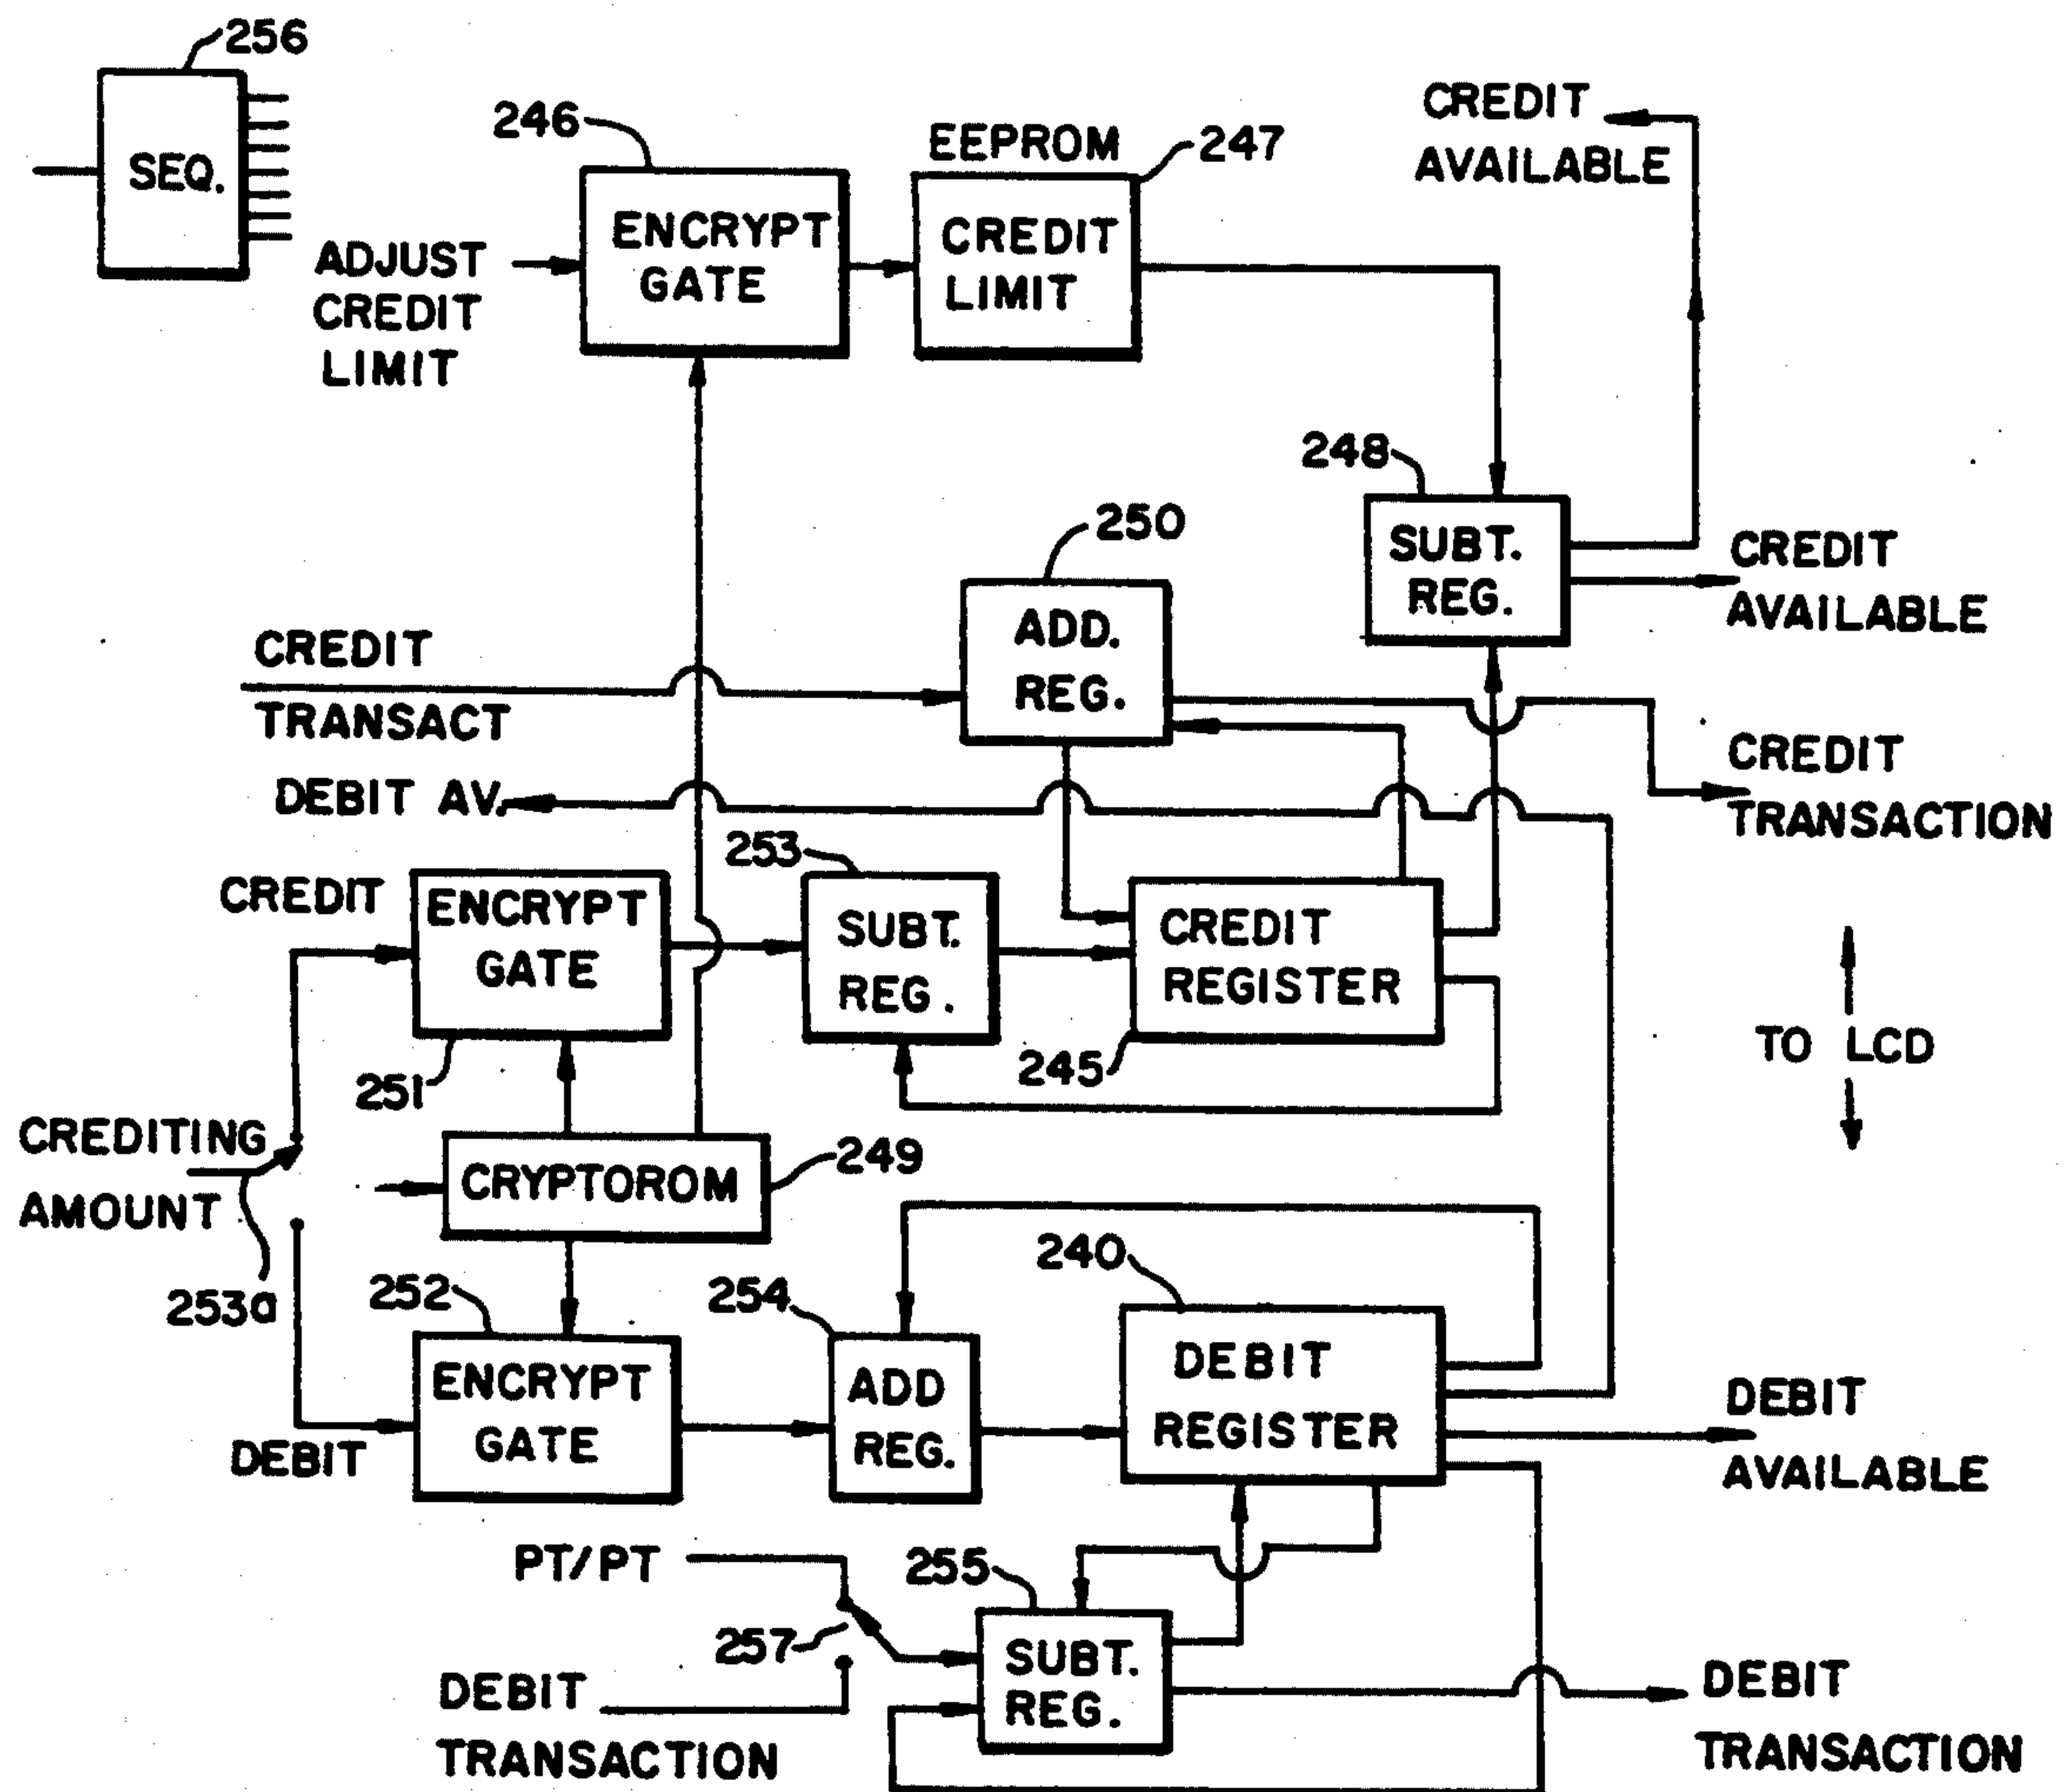 256
SEQ.
246
ENCRYPT
GATE
EEPROM
247
CREDIT
LIMIT
CREDIT
AVAILABLE
ADJUST
CREDIT
LIMIT
248
SUBT.
REG.
CREDIT
AVAILABLE
250
ADD.
REG.
CREDIT
TRANSACT
CREDIT
TRANSACTION
DEBIT AV.
253
CREDIT
ENCRYPT
GATE
251
SUBT.
REG.
CREDIT
REGISTER
245
TO LCD
CREDITING
AMOUNT
253a
CRYPTOROM
249
252
ENCRYPT
GATE
DEBIT
254
ADD
REG.
240
DEBIT
REGISTER
DEBIT
AVAILABLE
PT/PT
257
255
SUBT.
REG.
DEBIT
TRANSACTION
DEBIT
TRANSACTION